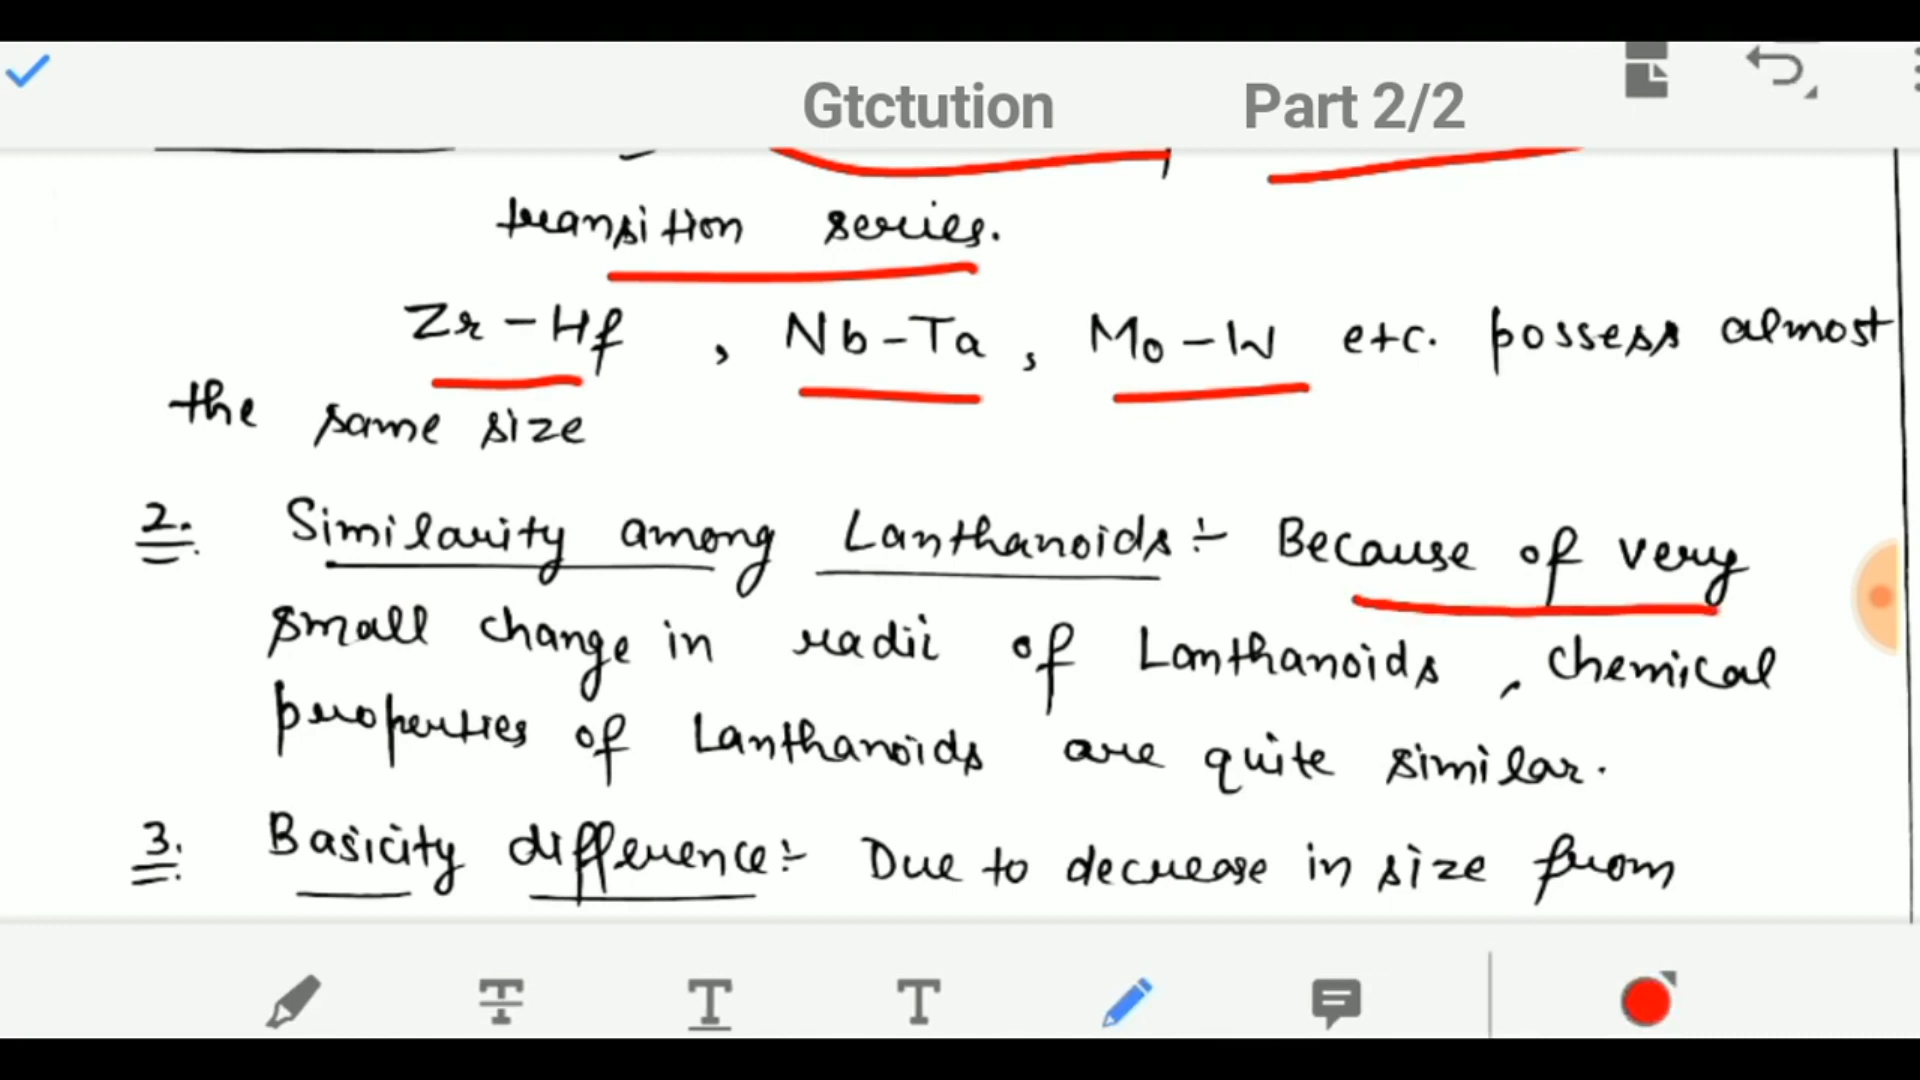 Gtctution Part 2/2
transition series.
Zr-Hf, Nb-Ta, Mo-W etc. possess almost
the same size
2. Similarity among Lanthanoids:- Because of very
small change in radii of Lanthanoids, chemical
properties of Lanthanoids are quite similar.
3. Basicity difference:- Due to decrease in size from